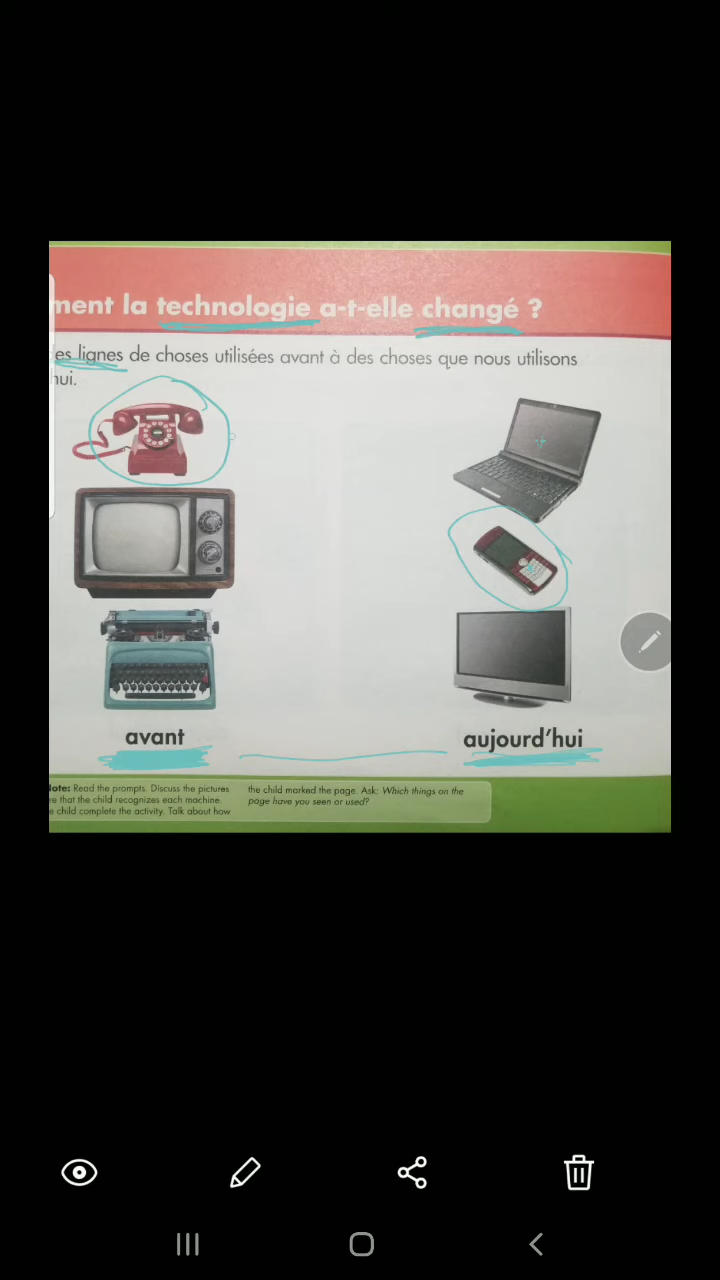 ment la technologie a-t-elle changé ?
es lignes de choses utilisées avant à des choses que nous utilisons
hui.
avant
aujourd'hui
Note: Read the prompts. Discuss the pictures
re that the child recognizes each machine.
e child complete the activity. Talk about how
the child marked the page. Ask: Which things on the
page have you seen or used?